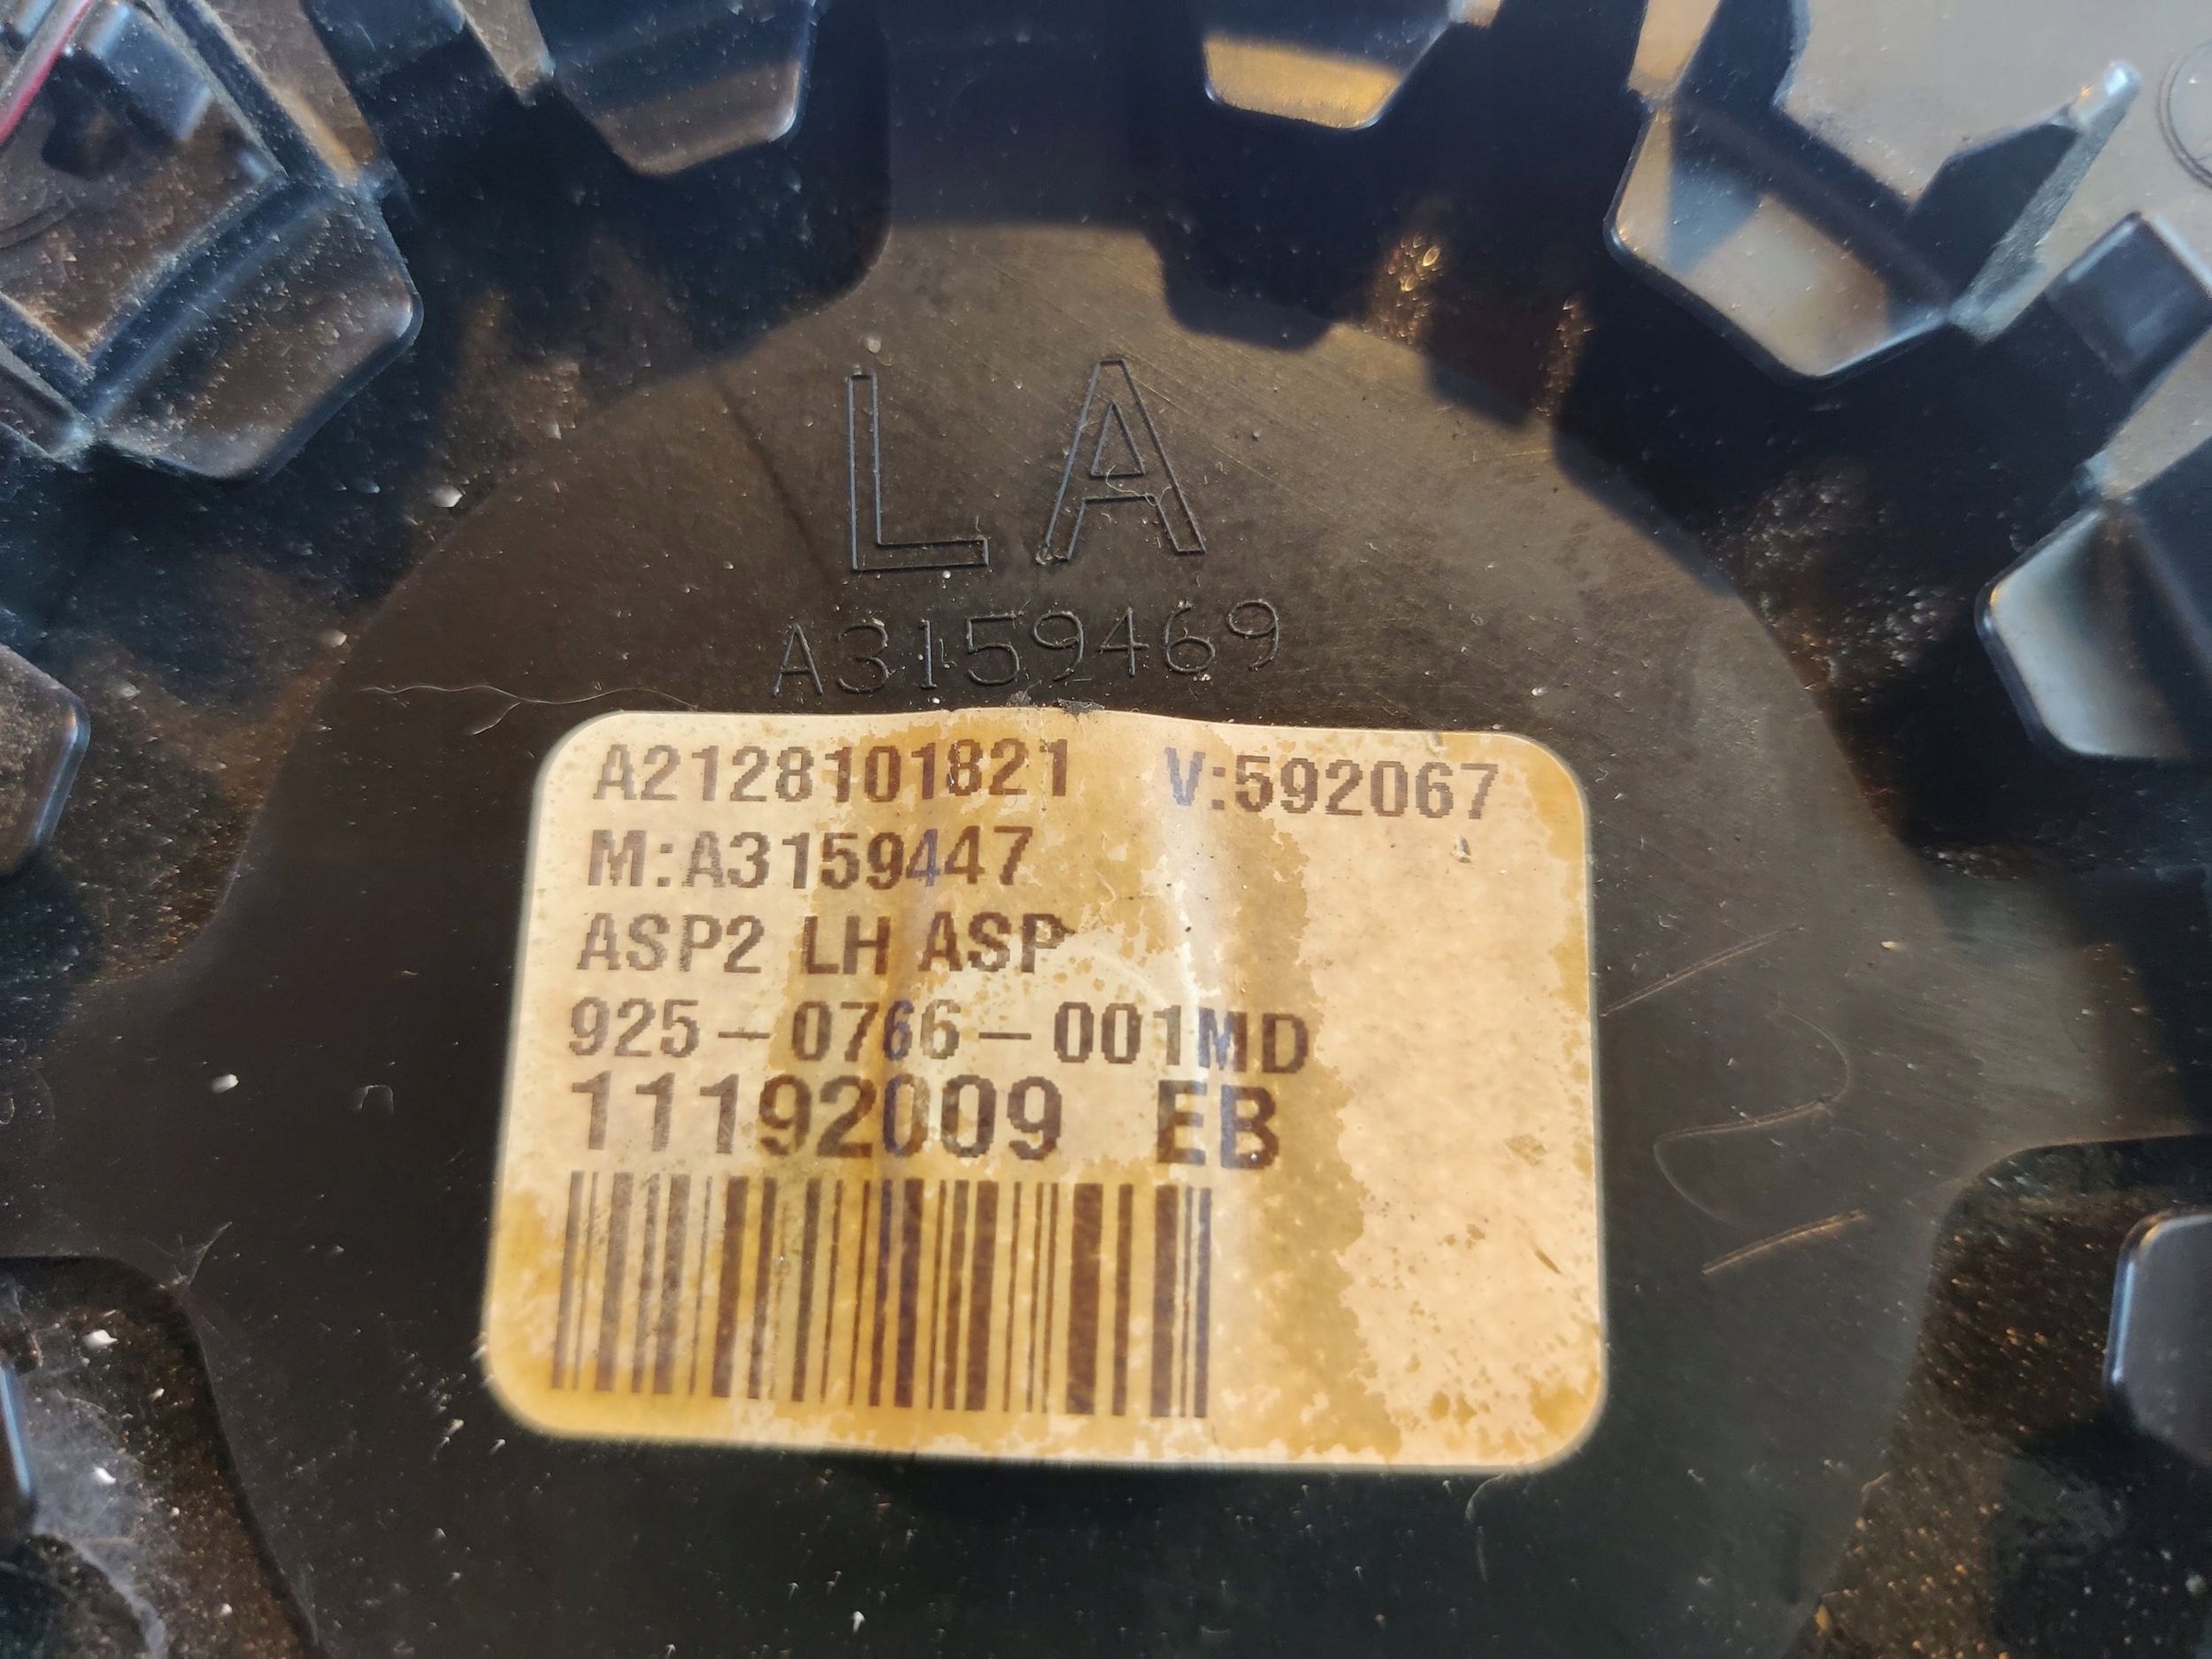 LA
A3159469
A2128101821 V:592067
M:A3159447
ASP2 LH ASP
925-0766-001MD
11192009 EB